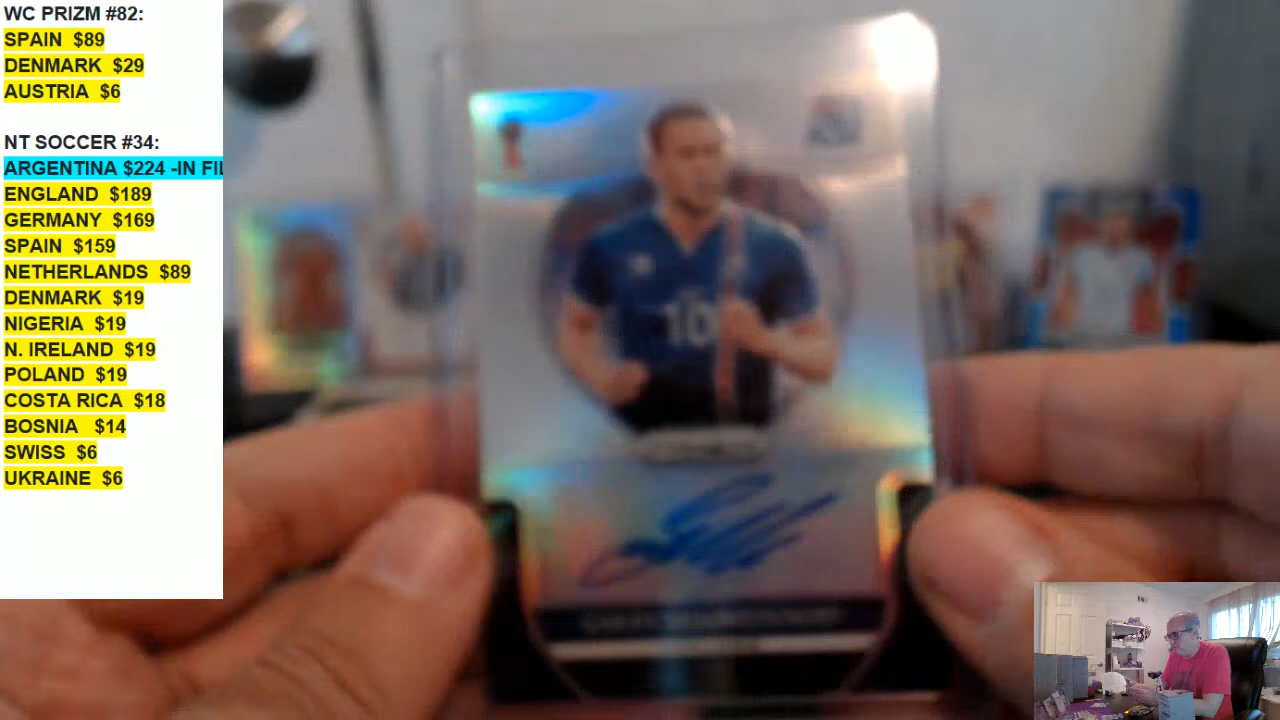 WC PRIZM #82:
SPAIN $89
DENMARK $29
AUSTRIA $6
NT SOCCER #34:
ARGENTINA $224 -IN FIL
ENGLAND $189
GERMANY $169
SPAIN $159
NETHERLANDS $89
DENMARK $19
NIGERIA $19
N. IRELAND $19
POLAND $19
COSTA RICA $18
BOSNIA $14
SWISS $6
UKRAINE $6
10